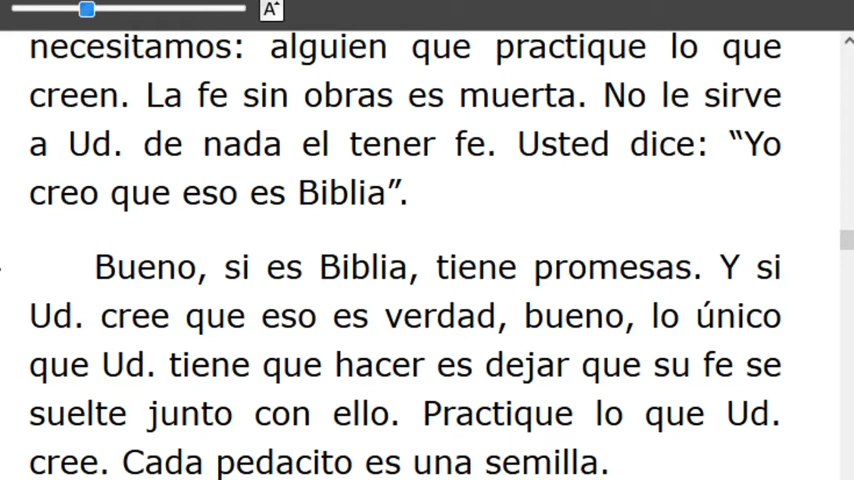 A
necesitamos: alguien que practique lo que
creen. La fe sin obras es muerta. No le sirve
a Ud. de nada el tener fe. Usted dice: “Yo
creo que eso es Biblia”.
Bueno, si es Biblia, tiene promesas. Y si
Ud. cree que eso es verdad, bueno, lo único
que Ud. tiene que hacer es dejar que su fe se
suelte junto con ello. Practique lo que Ud.
cree. Cada pedacito es una semilla.